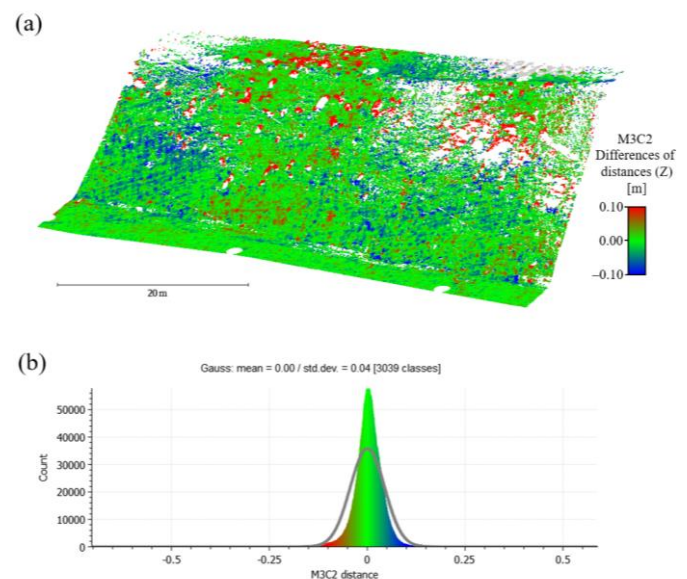 (a)
M3C2
Differences of
distances (Z)
[m]
0.10
0.00
–0.10
20 m
(b)
Gauss: mean = 0.00 / std.dev. = 0.04 [3039 classes]
50000
40000
30000
20000
10000
0
Count
-0.5
-0.25
0
0.25
0.5
M3C2 distance